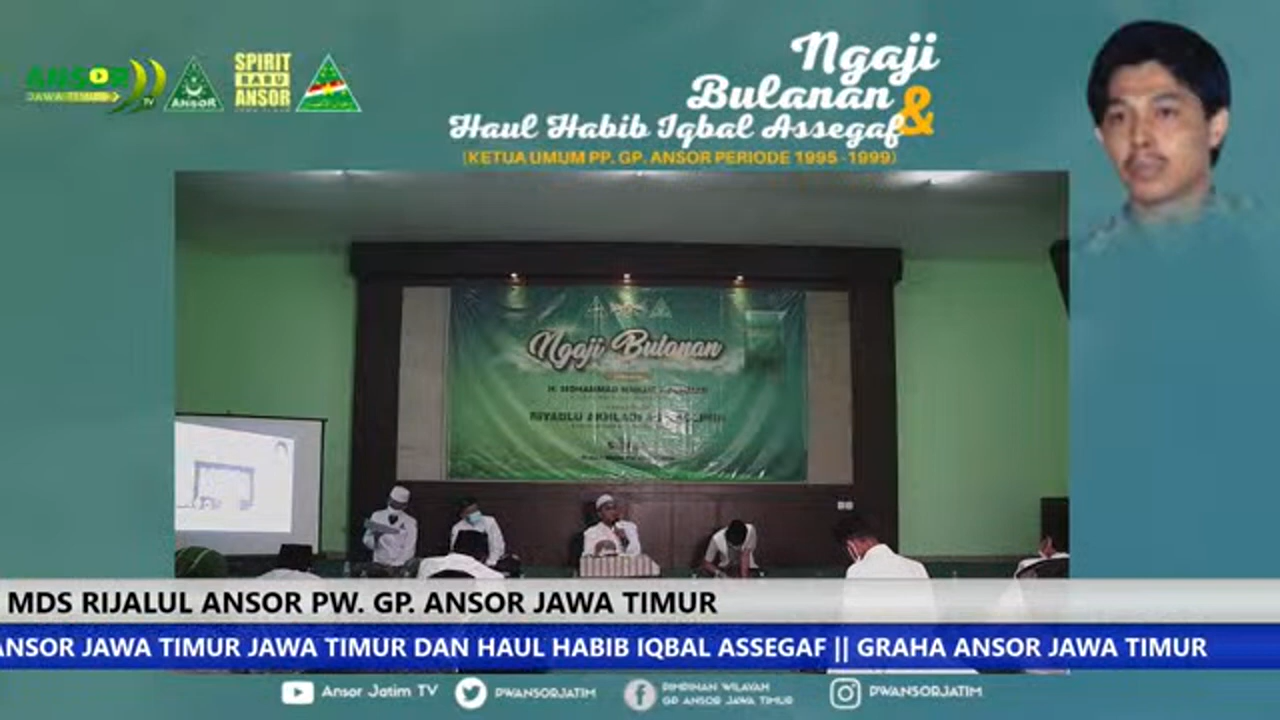 ANSOR
JAWA TIMUR
TV
ANSOR
SPIRIT
BARU
ANSOR
Ngaji
Bulanan
&
Haul Habib Iqbal Assegaf
(KETUA UMUM PP. GP. ANSOR PERIODE 1995 -1999)
Ngaji Bulanan
H. MOHAMMAD
RIYADLU
MDS RIJALUL ANSOR PW. GP. ANSOR JAWA TIMUR
ANSOR JAWA TIMUR JAWA TIMUR DAN HAUL HABIB IQBAL ASSEGAF || GRAHA ANSOR JAWA TIMUR
Ansor Jatim TV
PWANSORJATIM
PIMPINAN WILAYAH
GP ANSOR JAWA TIMUR
PWANSORJATIM